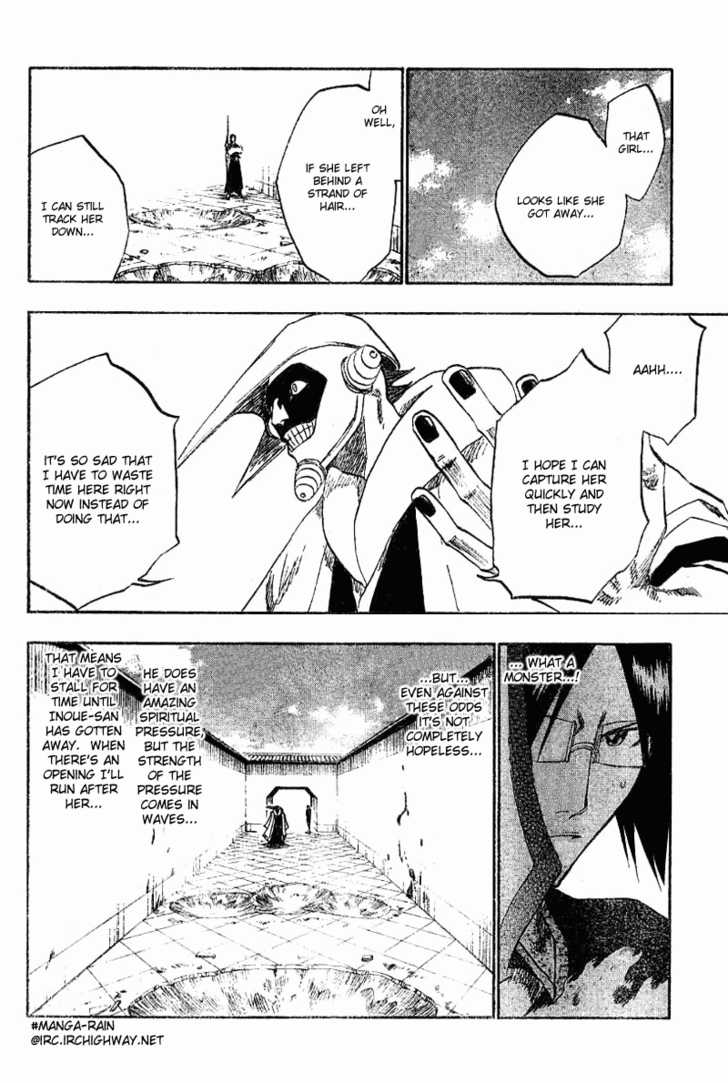 THAT
GIRL...
LOOKS LIKE SHE
GOT AWAY...
OH
WELL,
IF SHE LEFT
BEHIND A
STRAND OF
HAIR...
I CAN STILL
TRACK HER
DOWN...
AAHH....
I HOPE I CAN
CAPTURE HER
QUICKLY AND
THEN STUDY
HER...
IT'S SO SAD THAT
I HAVE TO WASTE
TIME HERE RIGHT
NOW INSTEAD OF
DOING THAT...
... WHAT A
MONSTER...!
...BUT...
EVEN AGAINST
THESE ODDS
IT'S NOT
COMPLETELY
HOPELESS...
HE DOES
HAVE AN
AMAZING
SPIRITUAL
PRESSURE,
BUT THE
STRENGTH
OF THE
PRESSURE
COMES IN
WAVES...
THAT MEANS
I HAVE TO
STALL FOR
TIME UNTIL
INOUE-SAN
HAS GOTTEN
AWAY. WHEN
THERE'S AN
OPENING I'LL
RUN AFTER
HER...
#MANGA-RAIN
@IRC.IRCHIGHWAY.NET